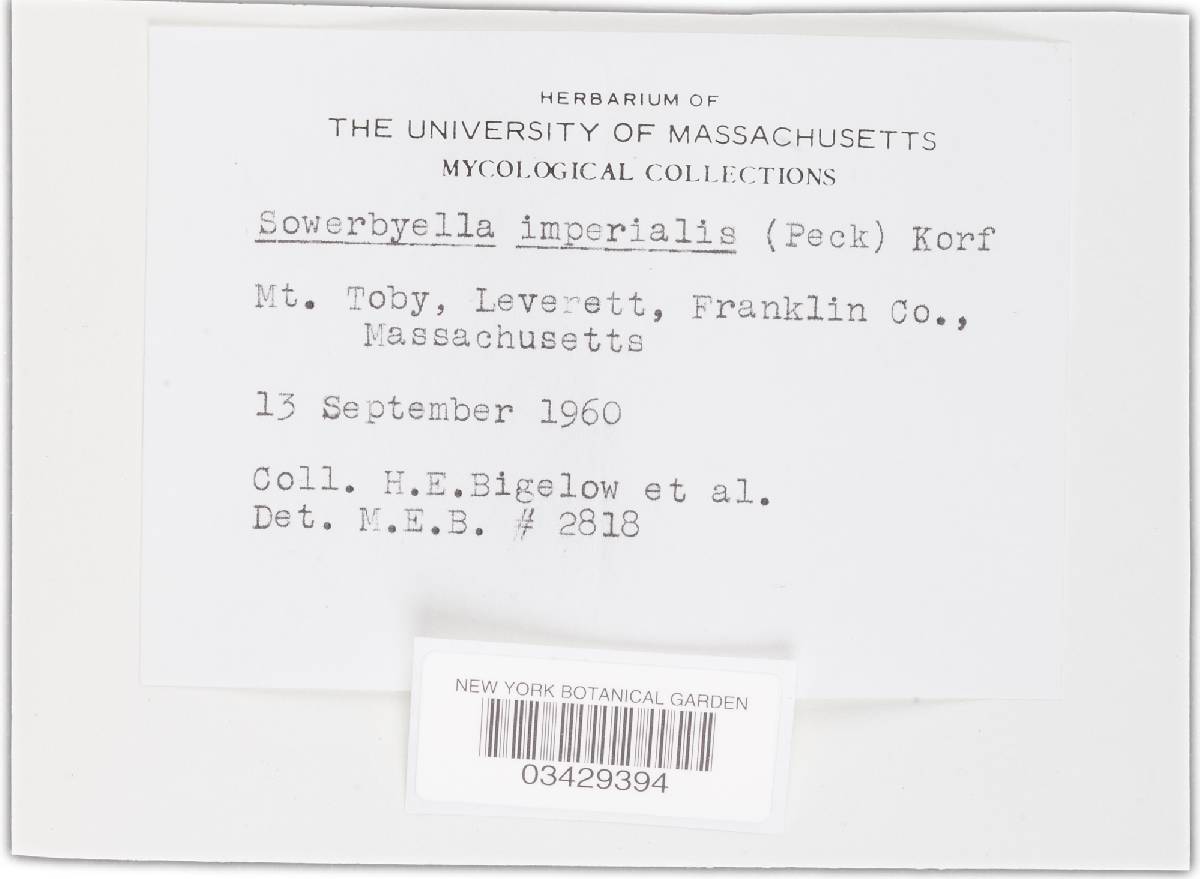 HERBARIUM OF
THE UNIVERSITY OF MASSACHUSETTS
MYCOLOGICAL COLLECTIONS
Sowerbyella imperialis (Peck) Korf
Mt. Toby, Leverett, Franklin Co.,
Massachusetts
13 September 1960
Coll. H.E.Bigelow et al.
Det. M.E.B. # 2818
NEW YORK BOTANICAL GARDEN
03429394